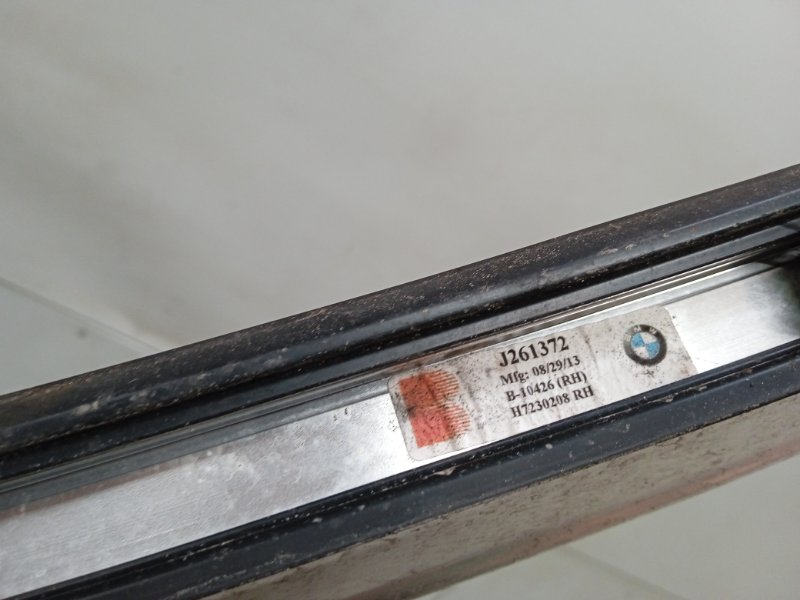 J261372
Mfg: 08/29/13
B-10426 (RH)
H7230208 RH